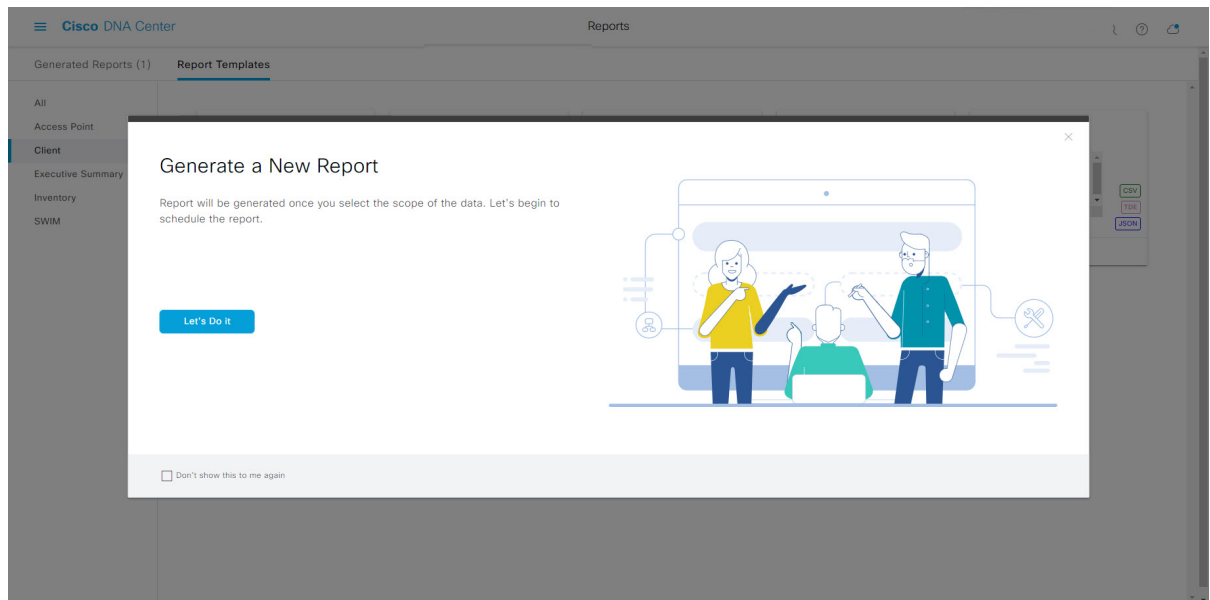 Cisco DNA Center
Reports
Generated Reports (1)
Report Templates
All
Access Point
Client
Executive Summary
Inventory
SWIM
Generate a New Report
Report will be generated once you select the scope of the data. Let's begin to
schedule the report.
Let's Do it
Don't show this to me again
CSV
TDE
JSON